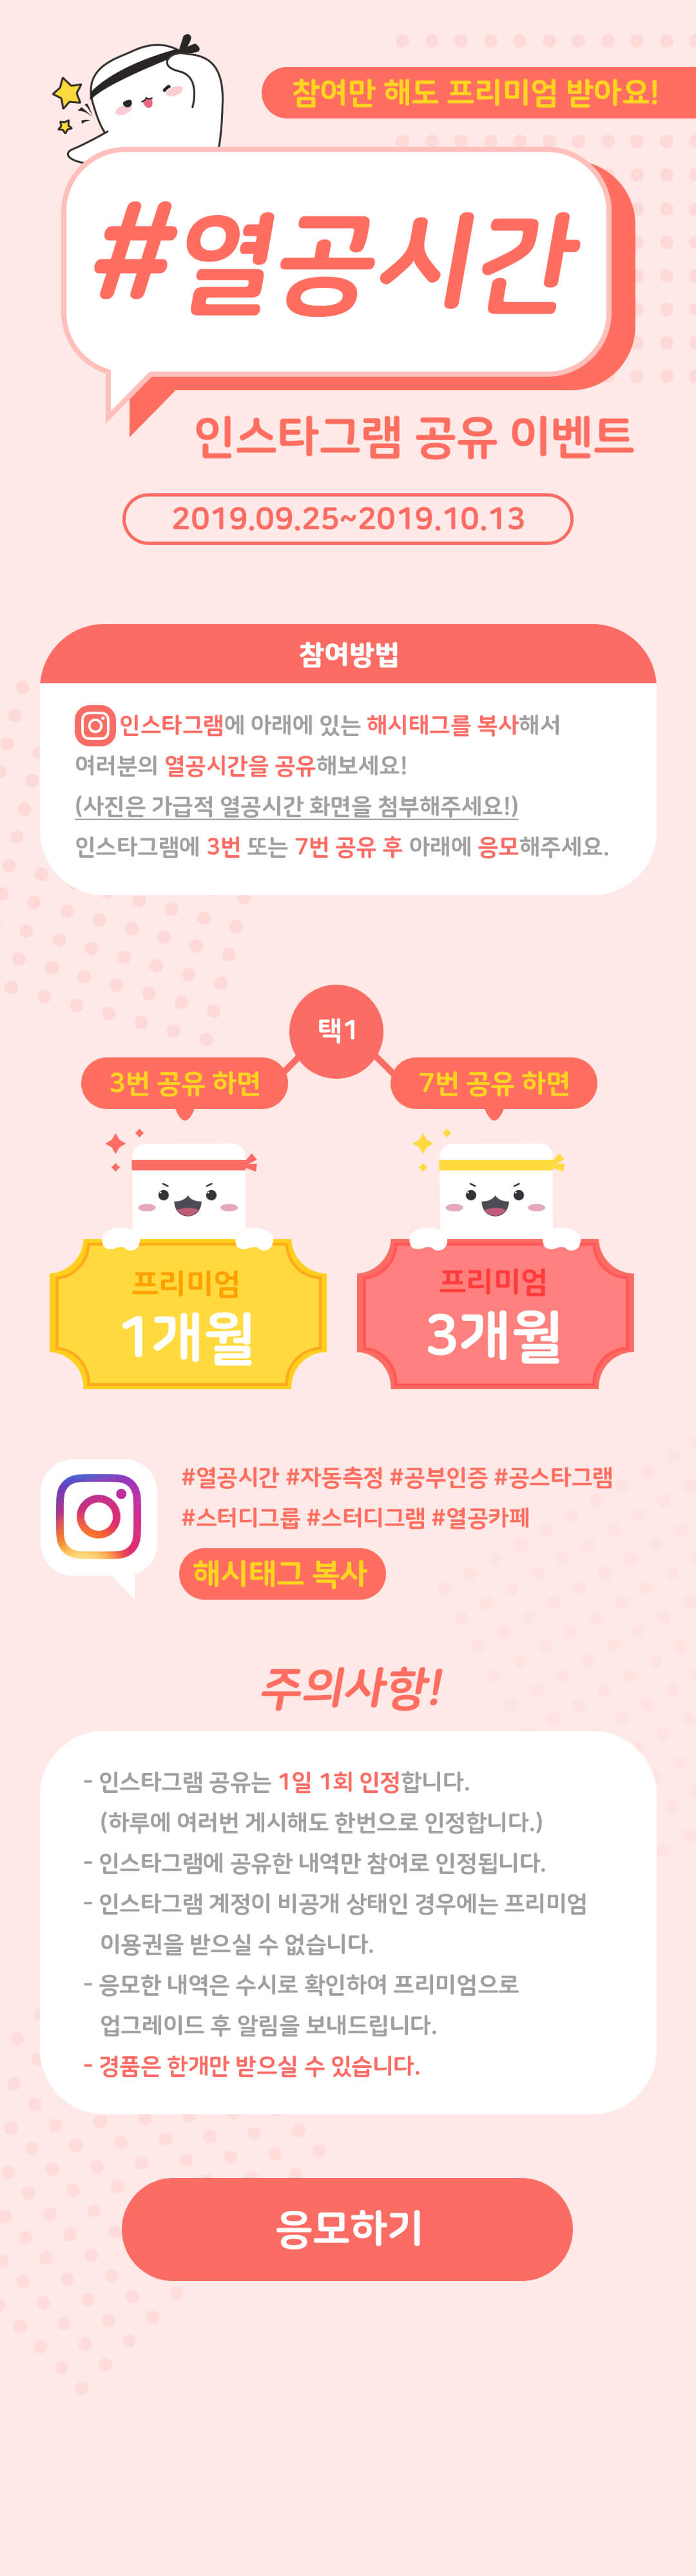 참여만 해도 프리미엄 받아요!
#열공시간
인스타그램 공유 이벤트
2019.09.25~2019.10.13
참여방법
인스타그램에 아래에 있는 해시태그를 복사해서
여러분의 열공시간을 공유해보세요!
(사진은 가급적 열공시간 화면을 첨부해주세요!)
인스타그램에 3번 또는 7번 공유 후 아래에 응모해주세요.
택1
3번 공유 하면
7번 공유 하면
프리미엄
1개월
프리미엄
3개월
#열공시간 #자동측정 #공부인증 #공스타그램
#스터디그룹 #스터디그램 #열공카페
해시태그 복사
주의사항!
- 인스타그램 공유는 1일 1회 인정합니다.
(하루에 여러번 게시해도 한번으로 인정합니다.)
- 인스타그램에 공유한 내역만 참여로 인정됩니다.
- 인스타그램 계정이 비공개 상태인 경우에는 프리미엄
이용권을 받으실 수 없습니다.
- 응모한 내역은 수시로 확인하여 프리미엄으로
업그레이드 후 알림을 보내드립니다.
- 경품은 한개만 받으실 수 있습니다.
응모하기